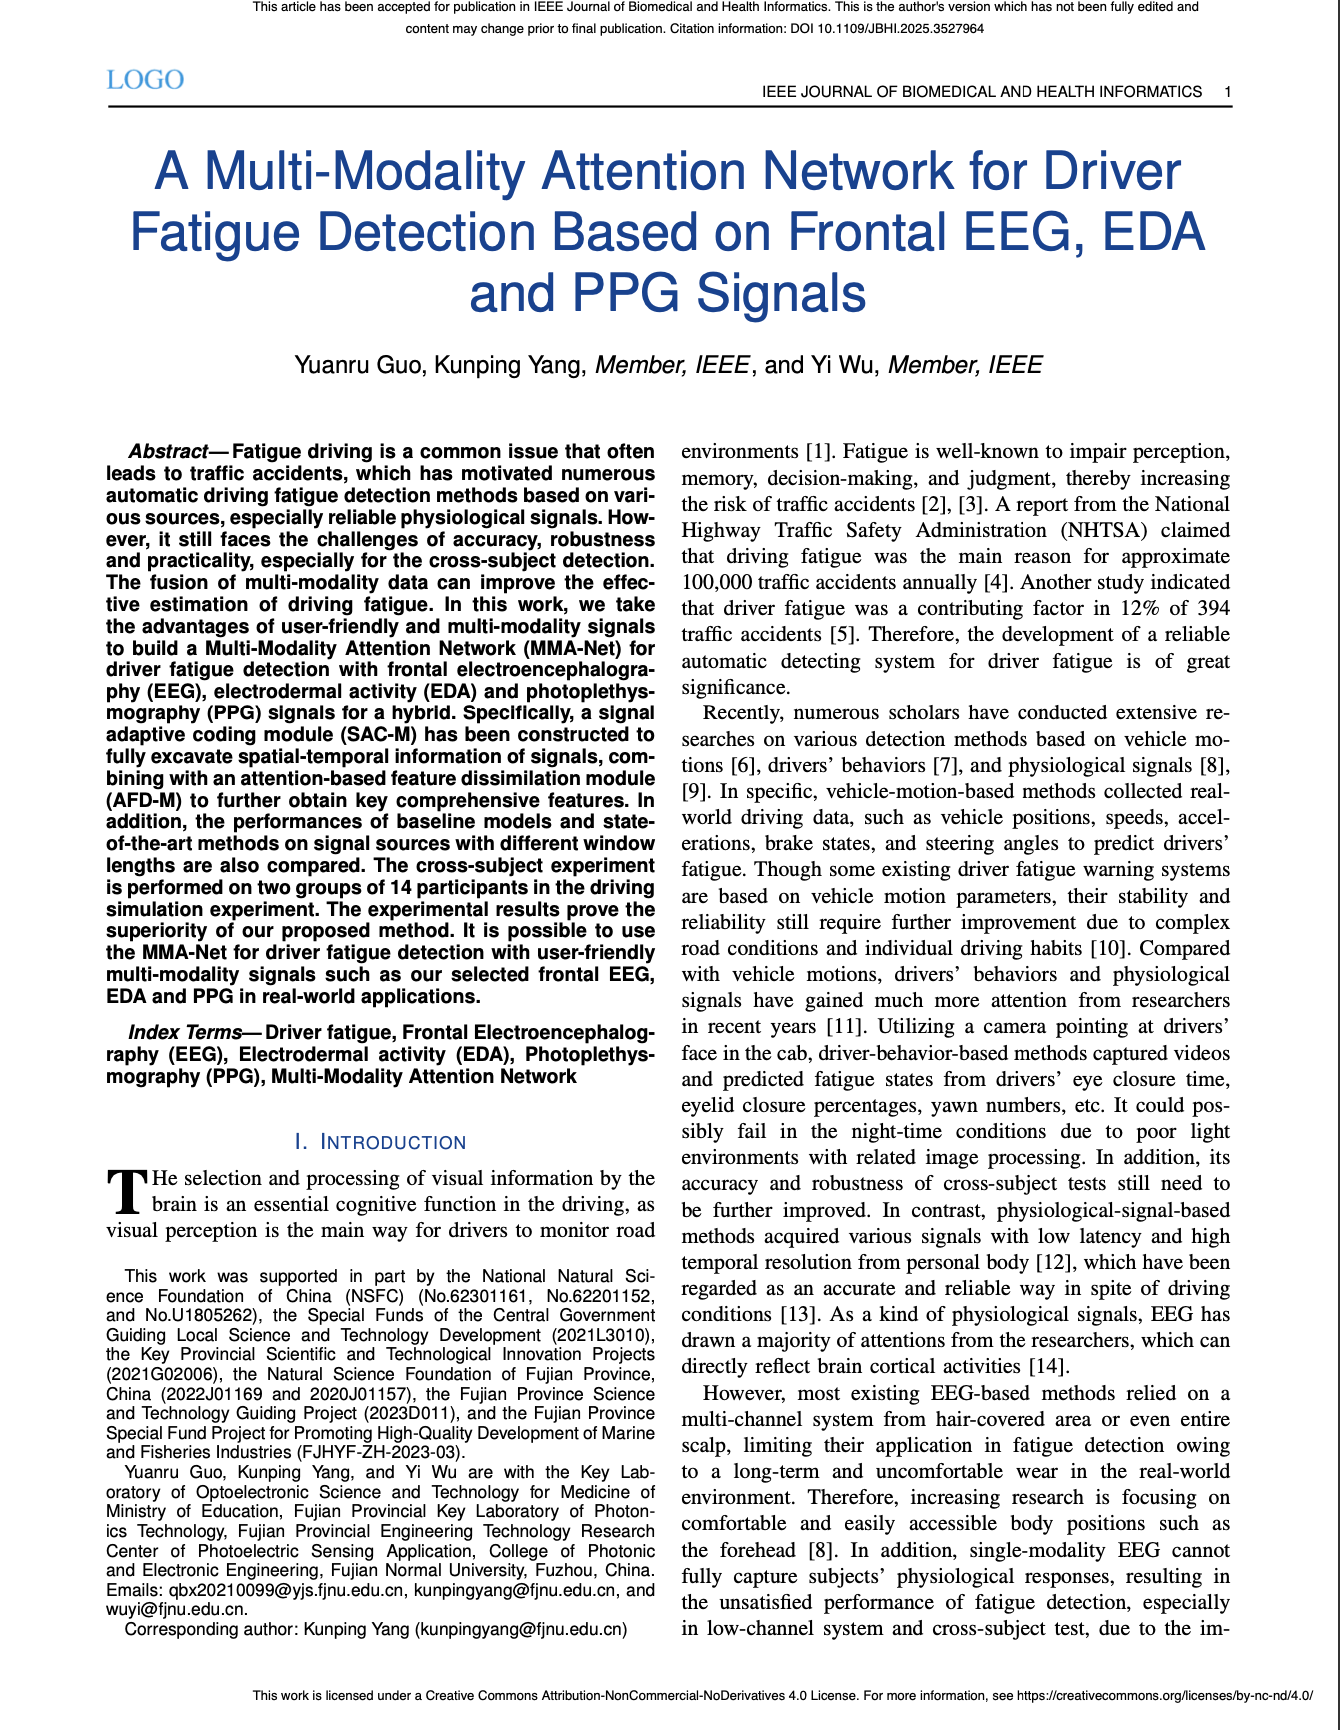 This article has been accepted for publication in IEEE Journal of Biomedical and Health Informatics. This is the author's version which has not been fully edited and
content may change prior to final publication. Citation information: DOI 10.1109/JBHI.2025.3527964
LOGO
IEEE JOURNAL OF BIOMEDICAL AND HEALTH INFORMATICS 1
A Multi-Modality Attention Network for Driver
Fatigue Detection Based on Frontal EEG, EDA
and PPG Signals
Yuanru Guo, Kunping Yang, Member, IEEE, and Yi Wu, Member, IEEE
Abstract— Fatigue driving is a common issue that often
leads to traffic accidents, which has motivated numerous
automatic driving fatigue detection methods based on vari-
ous sources, especially reliable physiological signals. How-
ever, it still faces the challenges of accuracy, robustness
and practicality, especially for the cross-subject detection.
The fusion of multi-modality data can improve the effec-
tive estimation of driving fatigue. In this work, we take
the advantages of user-friendly and multi-modality signals
to build a Multi-Modality Attention Network (MMA-Net) for
driver fatigue detection with frontal electroencephalogra-
phy (EEG), electrodermal activity (EDA) and photoplethys-
mography (PPG) signals for a hybrid. Specifically, a signal
adaptive coding module (SAC-M) has been constructed to
fully excavate spatial-temporal information of signals, com-
bining with an attention-based feature dissimilation module
(AFD-M) to further obtain key comprehensive features. In
addition, the performances of baseline models and state-
of-the-art methods on signal sources with different window
lengths are also compared. The cross-subject experiment
is performed on two groups of 14 participants in the driving
simulation experiment. The experimental results prove the
superiority of our proposed method. It is possible to use
the MMA-Net for driver fatigue detection with user-friendly
multi-modality signals such as our selected frontal EEG,
EDA and PPG in real-world applications.
Index Terms— Driver fatigue, Frontal Electroencephalog-
raphy (EEG), Electrodermal activity (EDA), Photoplethys-
mography (PPG), Multi-Modality Attention Network
I. INTRODUCTION
THe selection and processing of visual information by the
brain is an essential cognitive function in the driving, as
visual perception is the main way for drivers to monitor road
This work was supported in part by the National Natural Sci-
ence Foundation of China (NSFC) (No.62301161, No.62201152,
and No.U1805262), the Special Funds of the Central Government
Guiding Local Science and Technology Development (2021L3010),
the Key Provincial Scientific and Technological Innovation Projects
(2021G02006), the Natural Science Foundation of Fujian Province,
China (2022J01169 and 2020J01157), the Fujian Province Science
and Technology Guiding Project (2023D011), and the Fujian Province
Special Fund Project for Promoting High-Quality Development of Marine
and Fisheries Industries (FJHYF-ZH-2023-03).
Yuanru Guo, Kunping Yang, and Yi Wu are with the Key Lab-
oratory of Optoelectronic Science and Technology for Medicine of
Ministry of Education, Fujian Provincial Key Laboratory of Photon-
ics Technology, Fujian Provincial Engineering Technology Research
Center of Photoelectric Sensing Application, College of Photonic
and Electronic Engineering, Fujian Normal University, Fuzhou, China.
Emails: qbx20210099@yjs.fjnu.edu.cn, kunpingyang@fjnu.edu.cn, and
wuyi@fjnu.edu.cn.
Corresponding author: Kunping Yang (kunpingyang@fjnu.edu.cn)
environments [1]. Fatigue is well-known to impair perception,
memory, decision-making, and judgment, thereby increasing
the risk of traffic accidents [2], [3]. A report from the National
Highway Traffic Safety Administration (NHTSA) claimed
that driving fatigue was the main reason for approximate
100,000 traffic accidents annually [4]. Another study indicated
that driver fatigue was a contributing factor in 12% of 394
traffic accidents [5]. Therefore, the development of a reliable
automatic detecting system for driver fatigue is of great
significance.
Recently, numerous scholars have conducted extensive re-
searches on various detection methods based on vehicle mo-
tions [6], drivers’ behaviors [7], and physiological signals [8],
[9]. In specific, vehicle-motion-based methods collected real-
world driving data, such as vehicle positions, speeds, accel-
erations, brake states, and steering angles to predict drivers’
fatigue. Though some existing driver fatigue warning systems
are based on vehicle motion parameters, their stability and
reliability still require further improvement due to complex
road conditions and individual driving habits [10]. Compared
with vehicle motions, drivers’ behaviors and physiological
signals have gained much more attention from researchers
in recent years [11]. Utilizing a camera pointing at drivers’
face in the cab, driver-behavior-based methods captured videos
and predicted fatigue states from drivers’ eye closure time,
eyelid closure percentages, yawn numbers, etc. It could pos-
sibly fail in the night-time conditions due to poor light
environments with related image processing. In addition, its
accuracy and robustness of cross-subject tests still need to
be further improved. In contrast, physiological-signal-based
methods acquired various signals with low latency and high
temporal resolution from personal body [12], which have been
regarded as an accurate and reliable way in spite of driving
conditions [13]. As a kind of physiological signals, EEG has
drawn a majority of attentions from the researchers, which can
directly reflect brain cortical activities [14].
However, most existing EEG-based methods relied on a
multi-channel system from hair-covered area or even entire
scalp, limiting their application in fatigue detection owing
to a long-term and uncomfortable wear in the real-world
environment. Therefore, increasing research is focusing on
comfortable and easily accessible body positions such as
the forehead [8]. In addition, single-modality EEG cannot
fully capture subjects’ physiological responses, resulting in
the unsatisfied performance of fatigue detection, especially
in low-channel system and cross-subject test, due to the im-
This work is licensed under a Creative Commons Attribution-NonCommercial-NoDerivatives 4.0 License. For more information, see https://creativecommons.org/licenses/by-nc-nd/4.0/